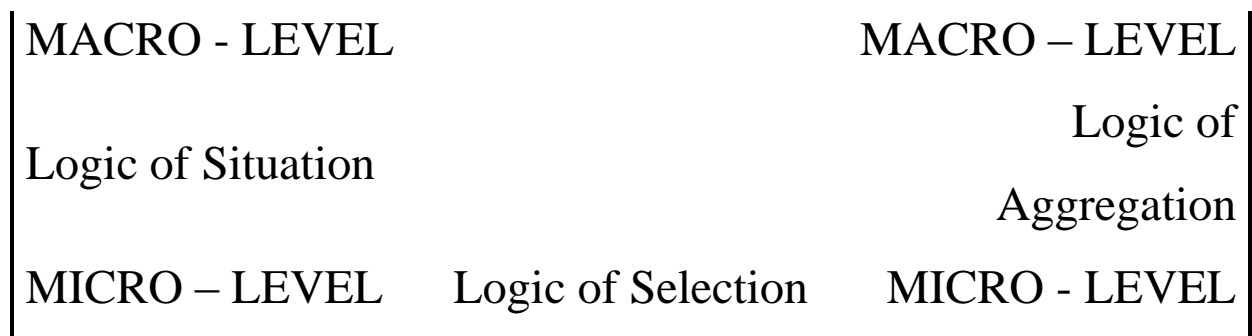 MACRO - LEVEL MACRO – LEVEL
Logic of Situation
Logic of
Aggregation
MICRO – LEVEL Logic of Selection MICRO - LEVEL